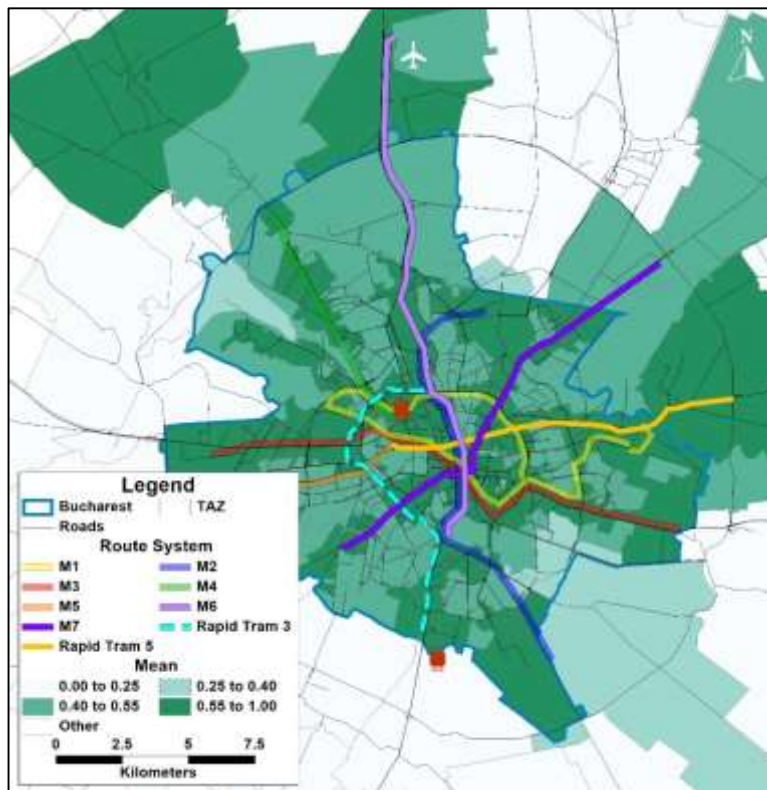 N
Legend
Bucharest TAZ
Roads
Route System
M1 M2
M3 M4
M5 M6
M7 Rapid Tram 3
Rapid Tram 5
Mean
0.00 to 0.25 0.25 to 0.40
0.40 to 0.55 0.55 to 1.00
Other
0 2.5 5 7.5
Kilometers